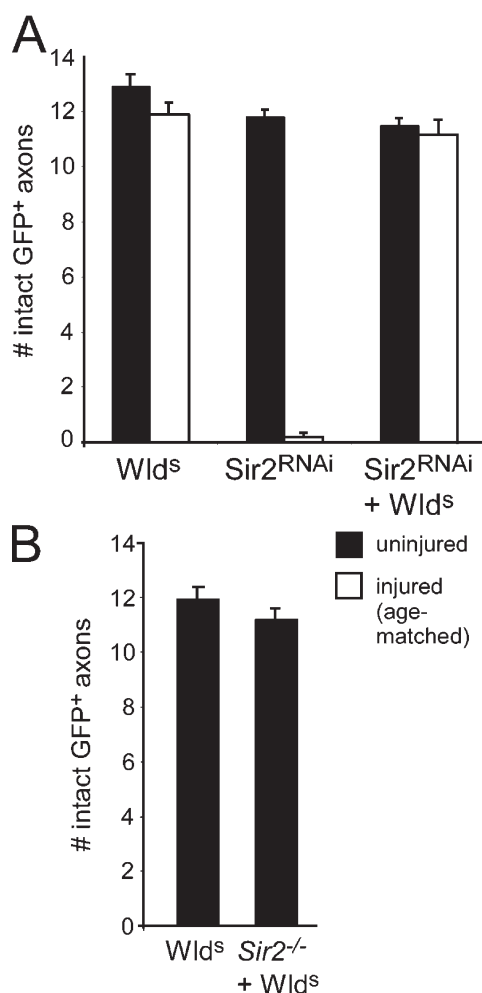 A
# intact GFP+ axons
14
12
10
8
6
4
2
0
Wldˢ
Sir2ᴿᴺᴬⁱ
Sir2ᴿᴺᴬⁱ
+ Wldˢ
B
uninjured
injured
(age-
matched)
# intact GFP⁺ axons
14
12
10
8
6
4
2
0
Wldˢ
Sir2⁻/⁻
+ Wldˢ